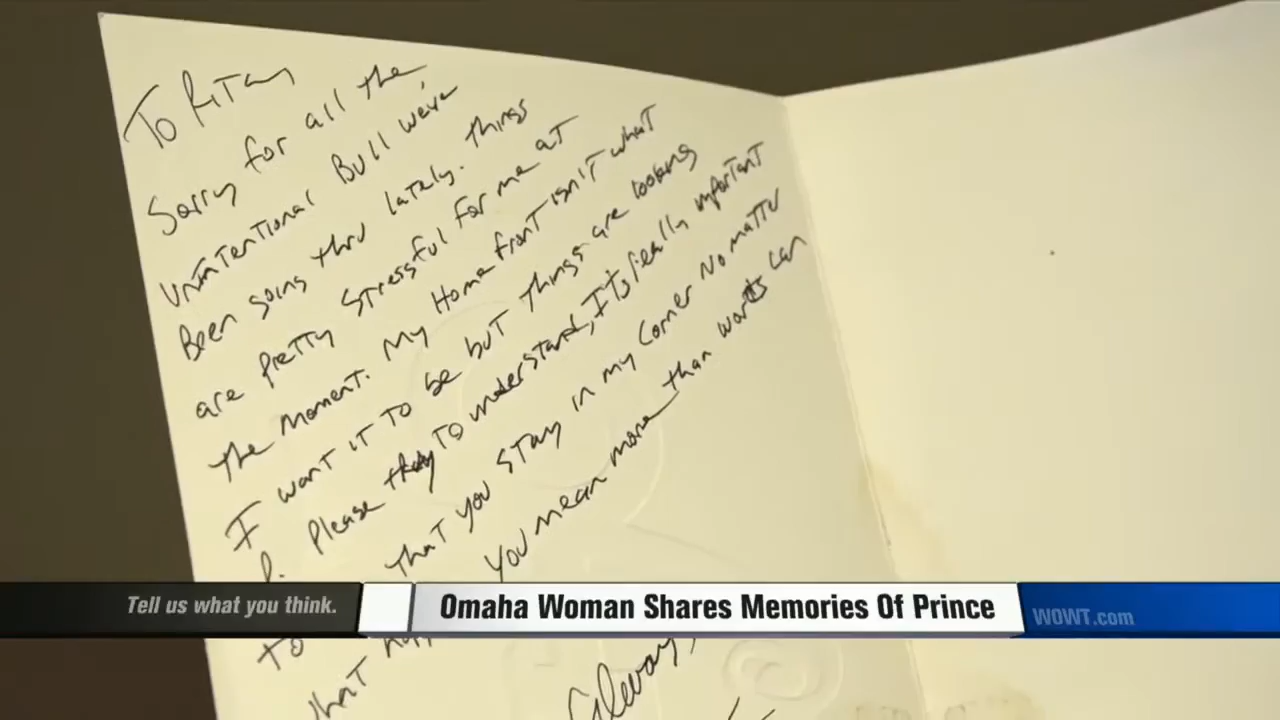 To Rita
Sorry for all the
Unintentional Bull we've
Been going thru lately. Things
are pretty stressful for me at
the moment. My Home front isn't what
I want it to be but things are looking
Please try to understand, It's really important
to that you stay in my corner No matter
what You mean more than words can
Always,
Tell us what you think.
Omaha Woman Shares Memories Of Prince
WOWT.com